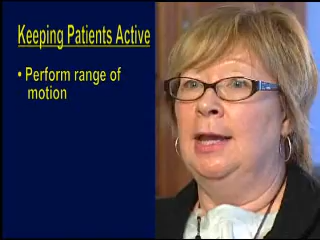 Keeping Patients Active
• Perform range of
motion